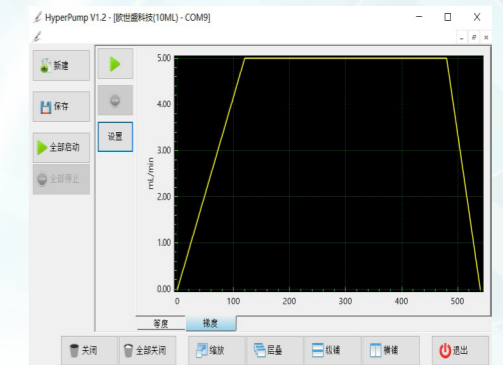 HyperPump V1.2 - [欧世盛科技(10ML) - COM9]
新建
保存
全部启动
全部停止
设置
mL/min
5.00
4.00
3.00
2.00
1.00
0.00
0 100 200 300 400 500
等度 梯度
关闭 全部关闭 缩放 层叠 纵铺 横铺 退出